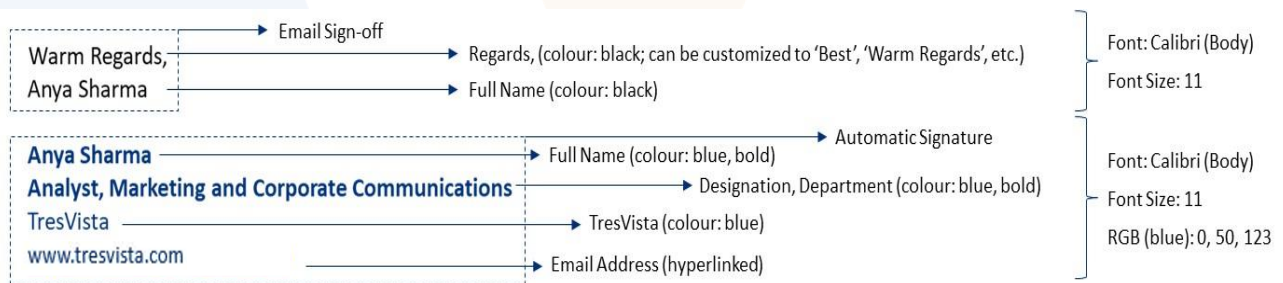 Email Sign-off
Warm Regards,
Regards, (colour: black; can be customized to ‘Best’, ‘Warm Regards’, etc.)
Anya Sharma
Full Name (colour: black)
Font: Calibri (Body)
Font Size: 11
Automatic Signature
Anya Sharma
Full Name (colour: blue, bold)
Analyst, Marketing and Corporate Communications
Designation, Department (colour: blue, bold)
TresVista
TresVista (colour: blue)
www.tresvista.com
Email Address (hyperlinked)
Font: Calibri (Body)
Font Size: 11
RGB (blue): 0, 50, 123